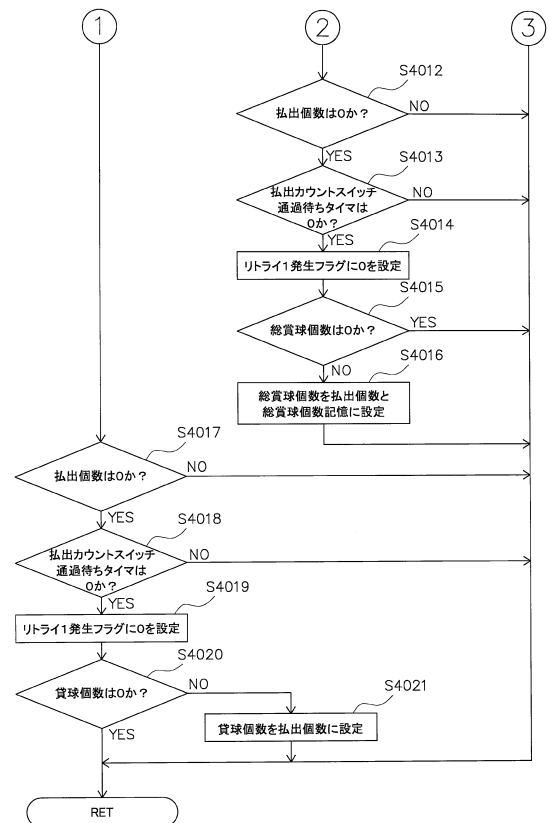 1
2
3
S4012
払出個数は0か？
NO
YES
S4013
払出カウントスイッチ
通過待ちタイマは
0か？
NO
YES
S4014
リトライ1発生フラグに0を設定
S4015
総賞球個数は0か？
YES
NO
S4016
総賞球個数を払出個数と
総賞球個数記憶に設定
S4017
払出個数は0か？
NO
YES
S4018
払出カウントスイッチ
通過待ちタイマは
0か？
NO
YES
S4019
リトライ1発生フラグに0を設定
S4020
貸球個数は0か？
NO
YES
S4021
貸球個数を払出個数に設定
RET